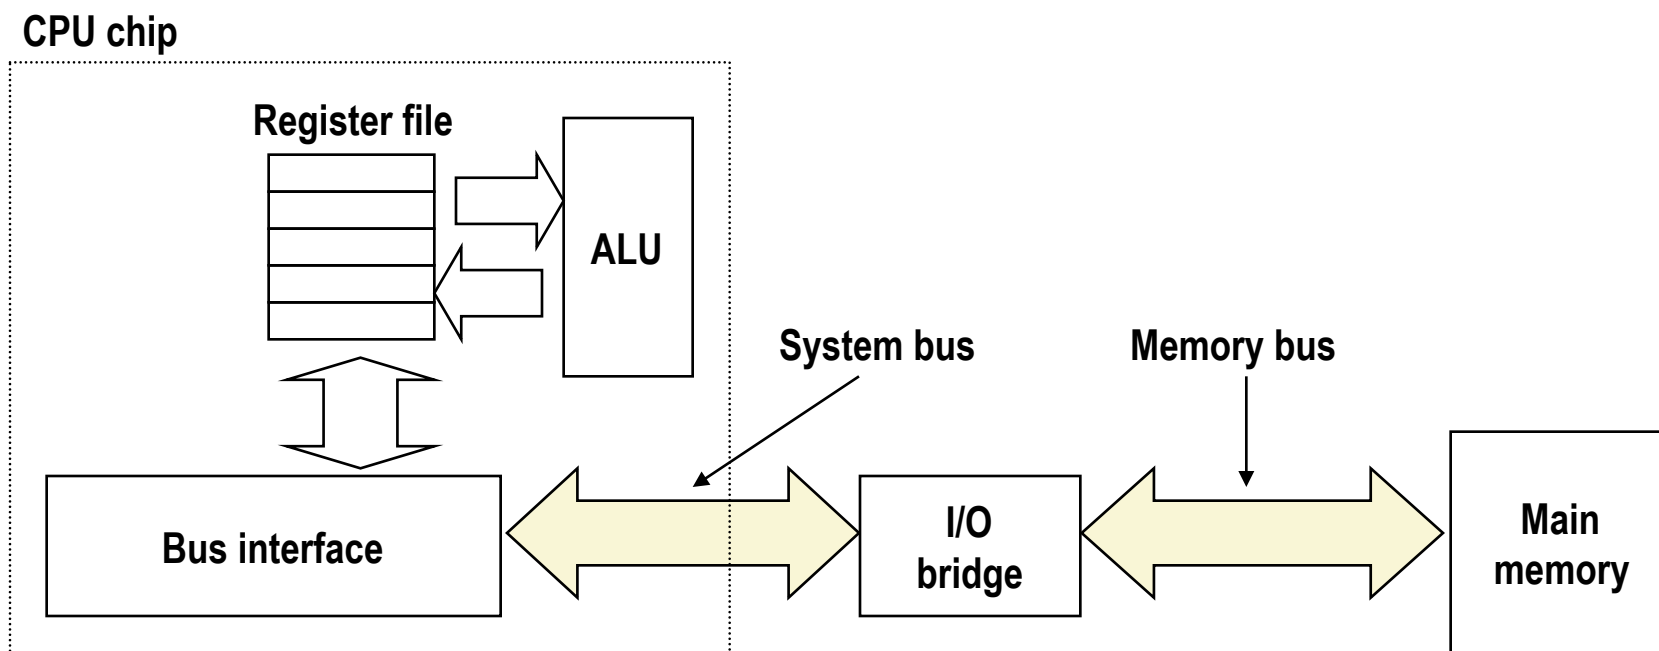 CPU chip
Register file
ALU
System bus
Memory bus
Bus interface
I/O
bridge
Main
memory